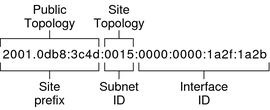 Public Topology
Site Topology
2001.0db8:3c4d:0015:0000:0000:1a2f:1a2b
Site prefix
Subnet ID
Interface ID